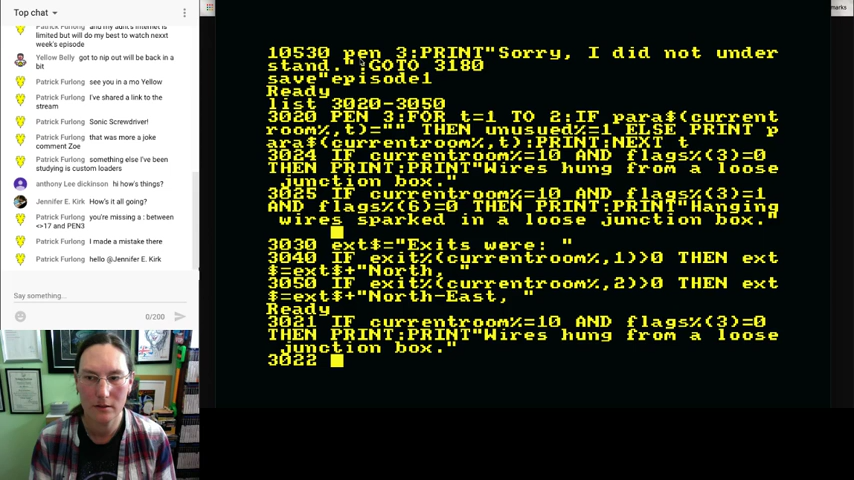 Top chat
Patrick Furlong and my aunt's internet is
limited but will do my best to watch nexxt
week's episode
Yellow Belly got to nip out will be back in a
bit
Patrick Furlong see you in a mo Yellow
Patrick Furlong I've shared a link to the
stream
Patrick Furlong Sonic Screwdriver!
Patrick Furlong that was more a joke
comment Zoe
Patrick Furlong something else I've been
studying is custom loaders
anthony Lee dickinson hi how's things?
Jennifer E. Kirk How's it all going?
Patrick Furlong you're missing a : between
<>17 and PEN3
Patrick Furlong I made a mistake there
Patrick Furlong hello @Jennifer E. Kirk
Say something...
0/200
marks
10530 pen 3:PRINT"Sorry, I did not under
stand.":GOTO 3180
save"episode1
Ready
list 3020-3050
3020 PEN 3:FOR t=1 TO 2:IF para$(current
room%,t)="" THEN unusued%=1 ELSE PRINT p
ara$(currentroom%,t):PRINT:NEXT t
3024 IF currentroom%=10 AND flags%(3)=0
THEN PRINT:PRINT"Wires hung from a loose
junction box."
3025 IF currentroom%=10 AND flags%(3)=1
AND flags%(6)=0 THEN PRINT:PRINT"Hanging
wires sparked in a loose junction box."
3030 ext$="Exits were: "
3040 IF exit%(currentroom%,1)>0 THEN ext
$=ext$+"North, "
3050 IF exit%(currentroom%,2)>0 THEN ext
$=ext$+"North-East, "
Ready
3021 IF currentroom%=10 AND flags%(3)=0
THEN PRINT:PRINT"Wires hung from a loose
junction box."
3022